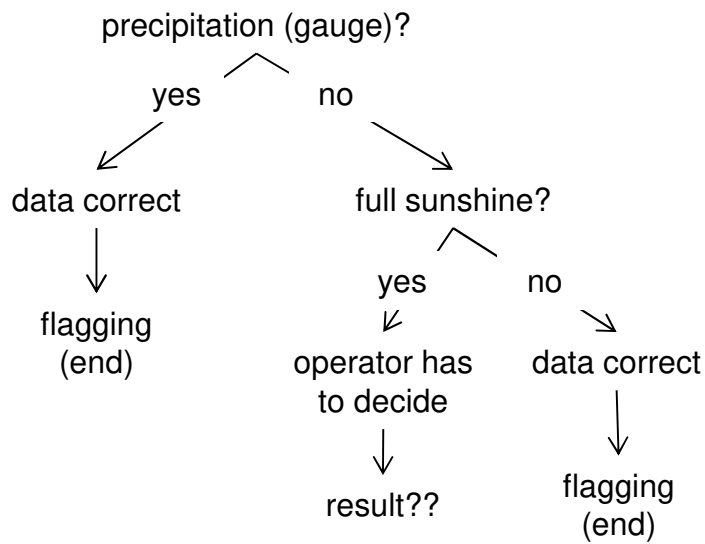 precipitation (gauge)?
yes
no
data correct
full sunshine?
flagging
(end)
yes
no
operator has
to decide
data correct
result??
flagging
(end)